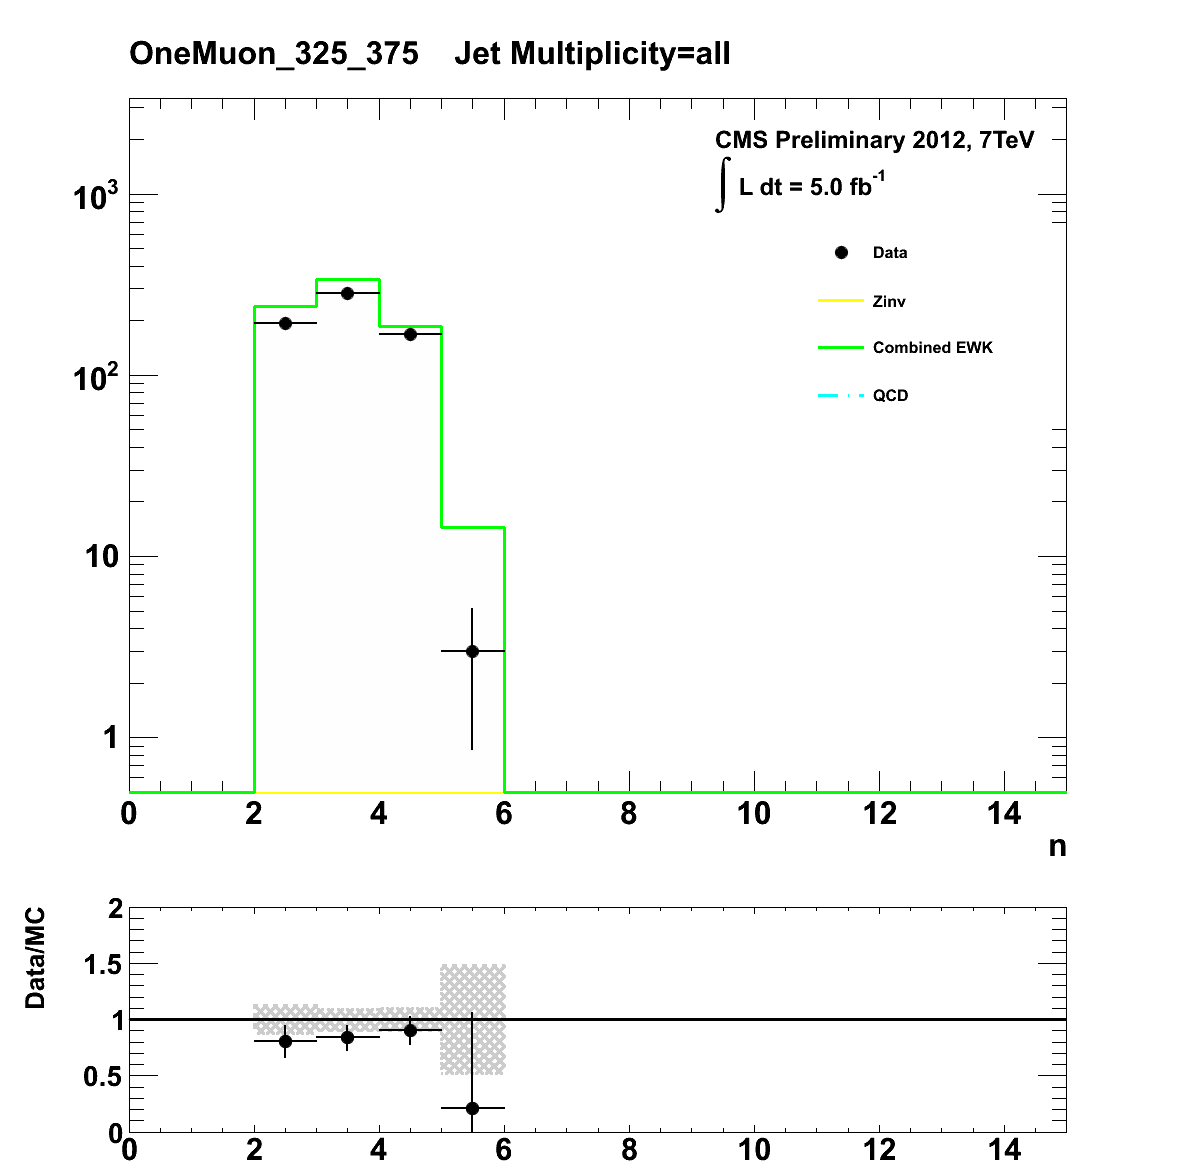 OneMuon_325_375 Jet Multiplicity=all
CMS Preliminary 2012, 7TeV
∫ L dt = 5.0 fb⁻¹
Data
Zinv
Combined EWK
QCD
10³
10²
10
1
0 2 4 6 8 10 12 14
n
Data/MC
2
1.5
1
0.5
0
0 2 4 6 8 10 12 14